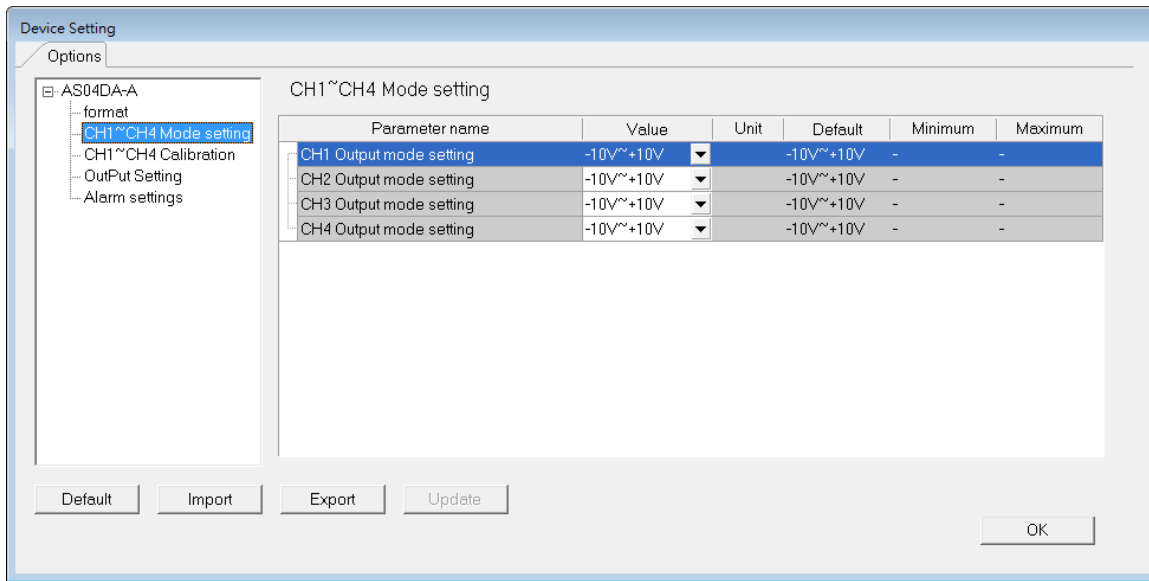 Device Setting
Options
AS04DA-A
format
CH1~CH4 Mode setting
CH1~CH4 Calibration
OutPut Setting
Alarm settings
CH1~CH4 Mode setting
Parameter name Value Unit Default Minimum Maximum
CH1 Output mode setting -10V~+10V -10V~+10V - -
CH2 Output mode setting -10V~+10V -10V~+10V - -
CH3 Output mode setting -10V~+10V -10V~+10V - -
CH4 Output mode setting -10V~+10V -10V~+10V - -
Default Import Export Update
OK